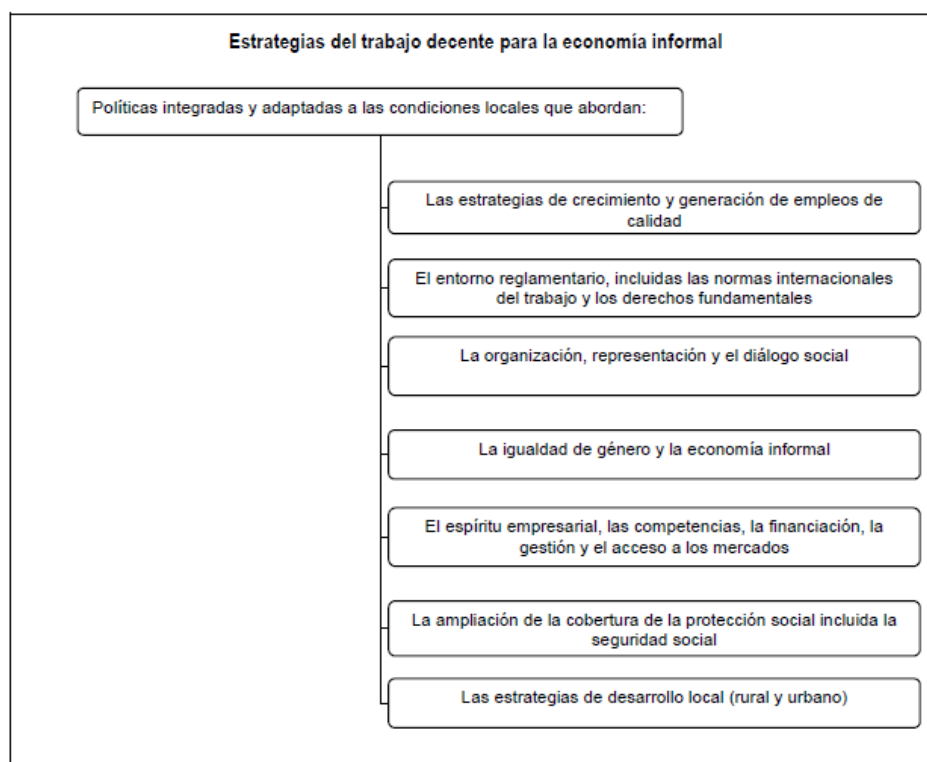 Estrategias del trabajo decente para la economía informal
Políticas integradas y adaptadas a las condiciones locales que abordan:
Las estrategias de crecimiento y generación de empleos de
calidad
El entorno reglamentario, incluidas las normas internacionales
del trabajo y los derechos fundamentales
La organización, representación y el diálogo social
La igualdad de género y la economía informal
El espíritu empresarial, las competencias, la financiación, la
gestión y el acceso a los mercados
La ampliación de la cobertura de la protección social incluida la
seguridad social
Las estrategias de desarrollo local (rural y urbano)